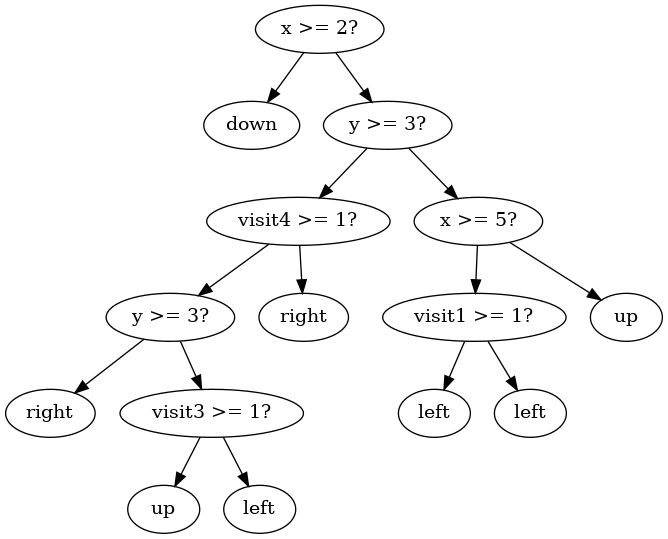 x >= 2?
down
y >= 3?
visit4 >= 1?
x >= 5?
y >= 3?
right
visit1 >= 1?
up
right
visit3 >= 1?
left
left
up
left